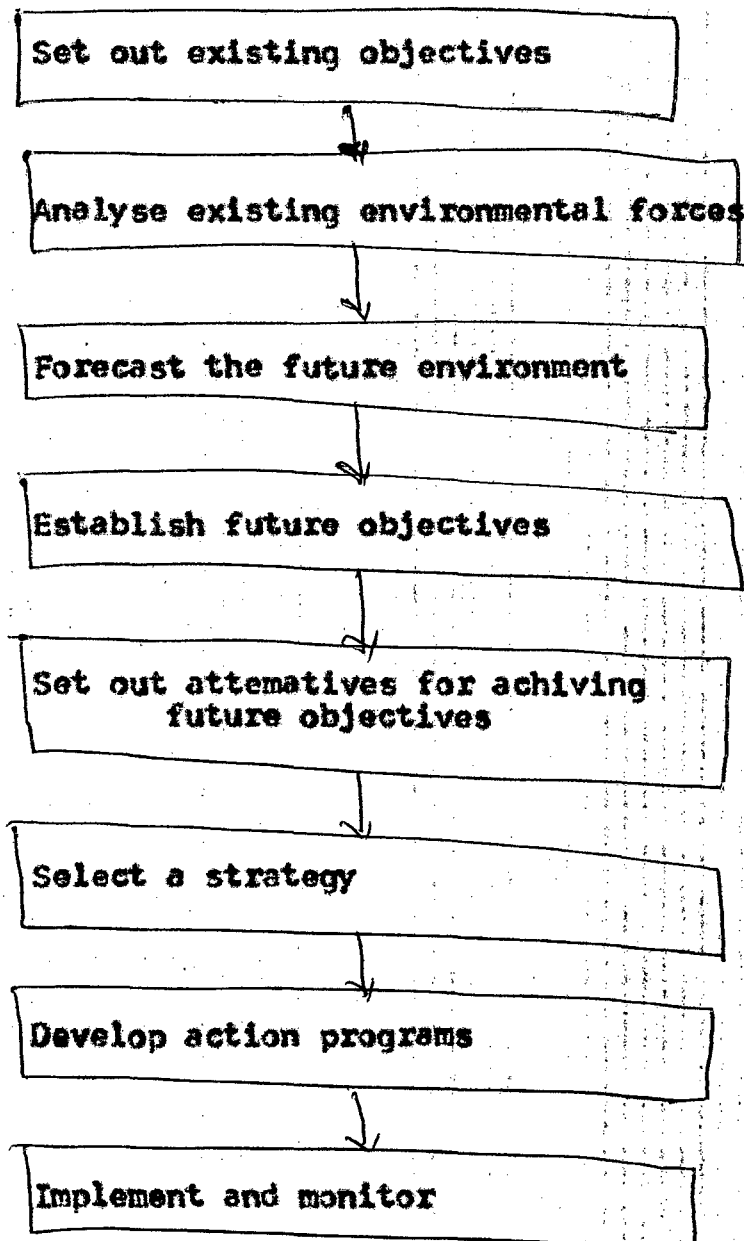 Set out existing objectives
Analyse existing environmental forces
Forecast the future environment
Establish future objectives
Set out attematives for achiving
future objectives
Select a strategy
Develop action programs
Implement and monitor